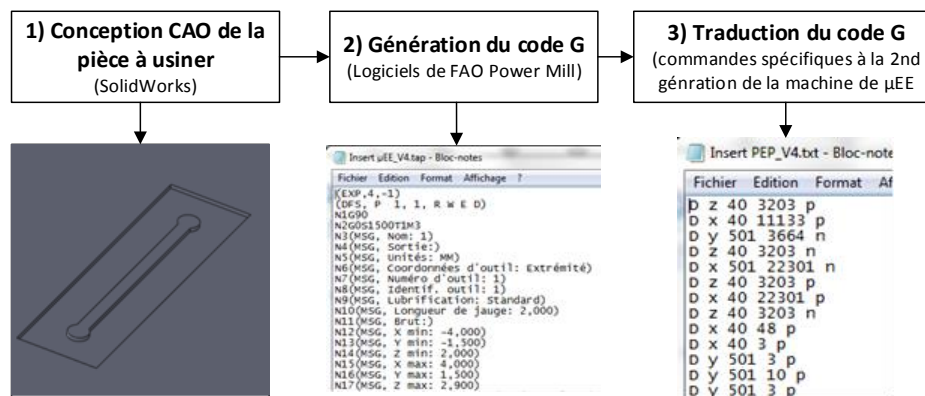 1) Conception CAO de la
pièce à usiner
(SolidWorks)
2) Génération du code G
(Logiciels de FAO Power Mill)
3) Traduction du code G
(commandes spécifiques à la 2nd
génration de la machine de µEE
Insert µEE_V4.tap - Bloc-notes
Fichier Edition Format Affichage ?
(EXP,4,-1)
(DFS, P 1, 1, R W E D)
N1G90
N2G0S1500T1M3
N3(MSG, Nom: 1)
N4(MSG, Sortie:)
N5(MSG, Unités: MM)
N6(MSG, Coordonnées d'outil: Extrémité)
N7(MSG, Numéro d'outil: 1)
N8(MSG, Identif. outil: 1)
N9(MSG, Lubrification: Standard)
N10(MSG, Longueur de jauge: 2,000)
N11(MSG, Brut:)
N12(MSG, X min: -4,000)
N13(MSG, Y min: -1,500)
N14(MSG, Z min: 2,000)
N15(MSG, X max: 4,000)
N16(MSG, Y max: 1,500)
N17(MSG, Z max: 2,900)
Insert PEP_V4.txt - Bloc-note
Fichier Edition Format Af
D z 40 3203 p
D x 40 11133 p
D y 501 3664 n
D z 40 3203 n
D x 501 22301 n
D z 40 3203 p
D x 40 22301 p
D z 40 3203 n
D x 40 48 p
D x 40 3 p
D y 501 3 p
D y 501 10 p
D y 501 3 p